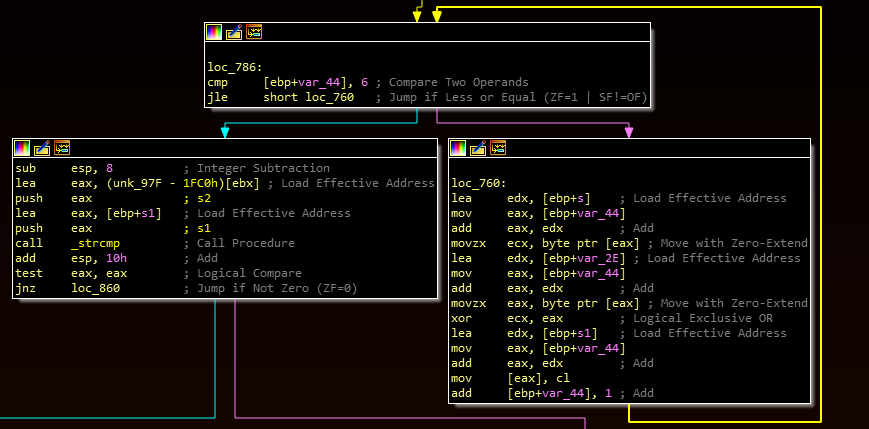 loc_786:
cmp [ebp+var_44], 6 ; Compare Two Operands
jle short loc_760 ; Jump if Less or Equal (ZF=1 | SF!=OF)
sub esp, 8 ; Integer Subtraction
lea eax, (unk_97F - 1FC0h)[ebx] ; Load Effective Address
push eax ; s2
lea eax, [ebp+s1] ; Load Effective Address
push eax ; s1
call _strcmp ; Call Procedure
add esp, 10h ; Add
test eax, eax ; Logical Compare
jnz loc_860 ; Jump if Not Zero (ZF=0)
loc_760:
lea edx, [ebp+s] ; Load Effective Address
mov eax, [ebp+var_44]
add eax, edx ; Add
movzx ecx, byte ptr [eax] ; Move with Zero-Extend
lea edx, [ebp+var_2E] ; Load Effective Address
mov eax, [ebp+var_44]
add eax, edx ; Add
movzx eax, byte ptr [eax] ; Move with Zero-Extend
xor ecx, eax ; Logical Exclusive OR
lea edx, [ebp+s1] ; Load Effective Address
mov eax, [ebp+var_44]
add eax, edx ; Add
mov [eax], cl
add [ebp+var_44], 1 ; Add